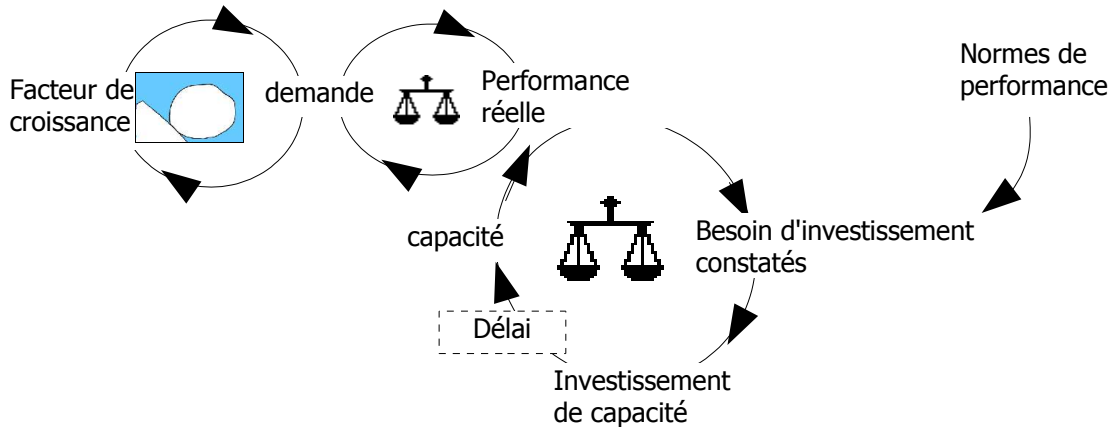 Facteur de
croissance
demande
Performance
réelle
Normes de
performance
capacité
Besoin d'investissement
constatés
Délai
Investissement
de capacité